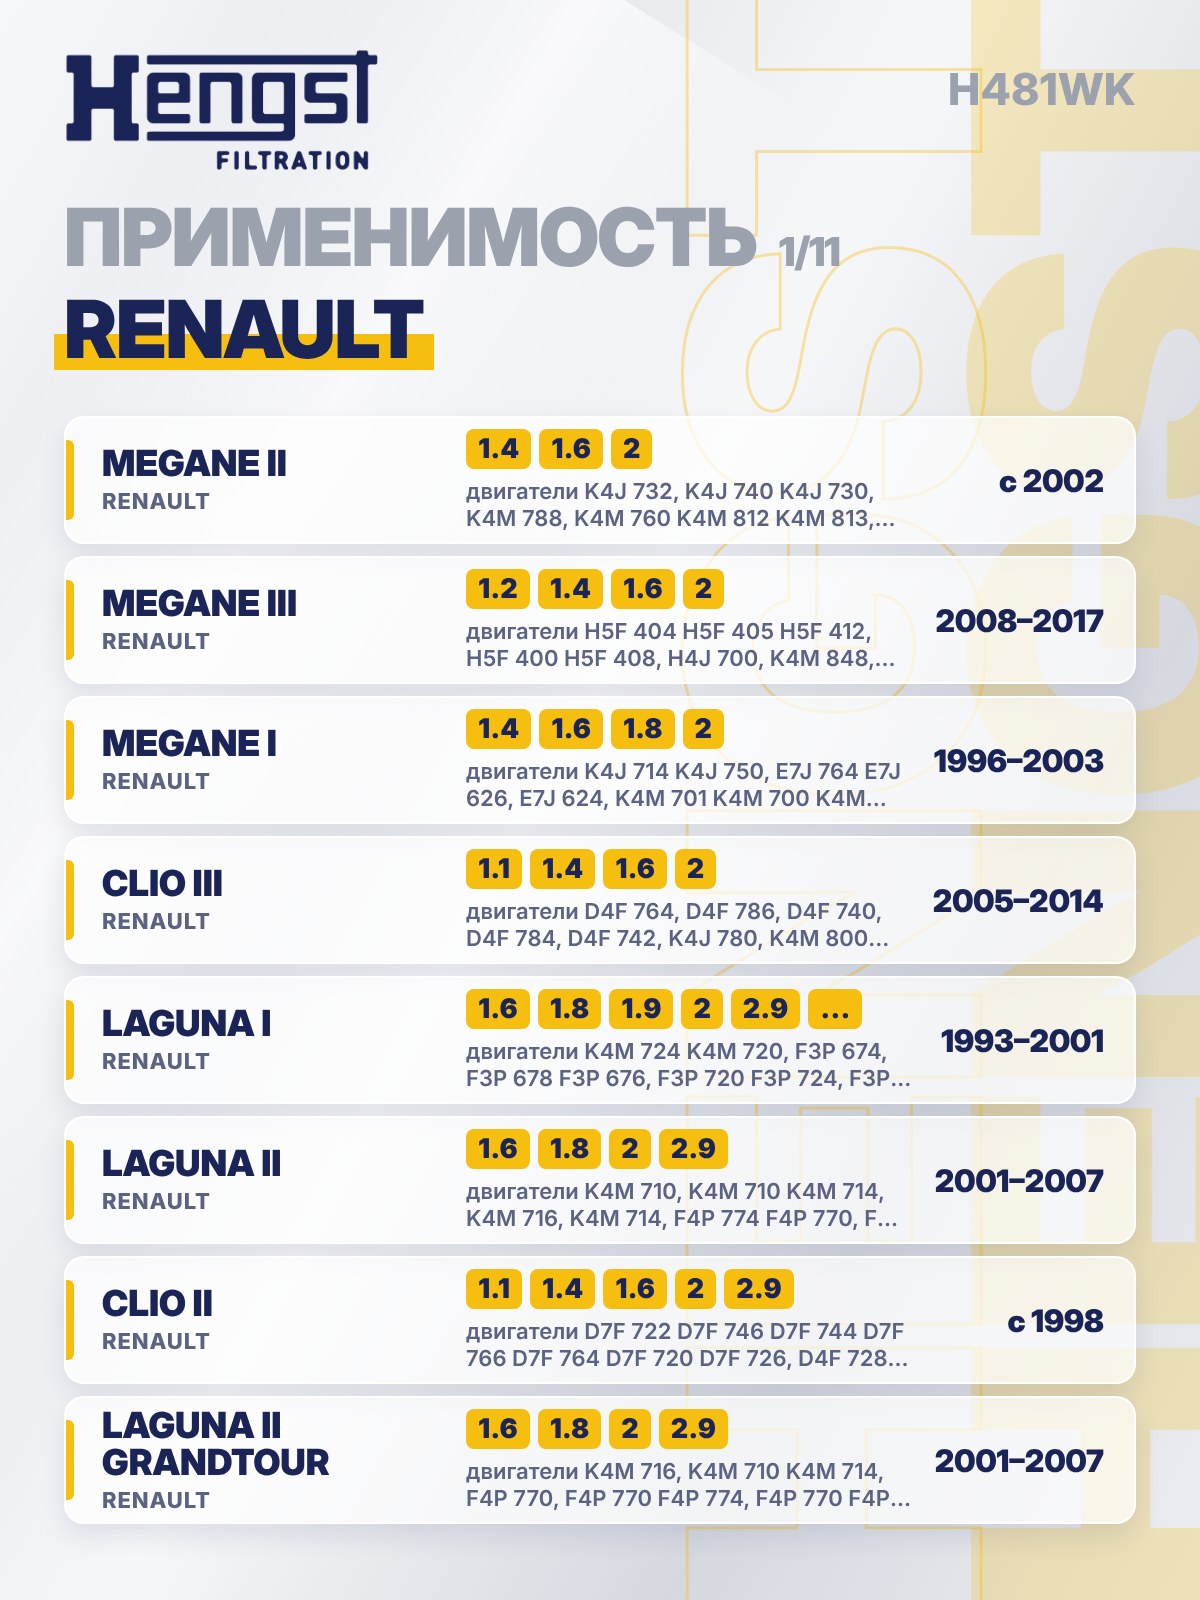 Hengst
FILTRATION
H481WK
ПРИМЕНИМОСТЬ 1/11
RENAULT
MEGANE II
RENAULT
1.4 1.6 2
двигатели K4J 732, K4J 740 K4J 730,
K4M 788, K4M 760 K4M 812 K4M 813,...
с 2002
MEGANE III
RENAULT
1.2 1.4 1.6 2
двигатели H5F 404 H5F 405 H5F 412,
H5F 400 H5F 408, H4J 700, K4M 848,...
2008–2017
MEGANE I
RENAULT
1.4 1.6 1.8 2
двигатели K4J 714 K4J 750, E7J 764 E7J
626, E7J 624, K4M 701 K4M 700 K4M...
1996–2003
CLIO III
RENAULT
1.1 1.4 1.6 2
двигатели D4F 764, D4F 786, D4F 740,
D4F 784, D4F 742, K4J 780, K4M 800...
2005–2014
LAGUNA I
RENAULT
1.6 1.8 1.9 2 2.9 ...
двигатели K4M 724 K4M 720, F3P 674,
F3P 678 F3P 676, F3P 720 F3P 724, F3P...
1993–2001
LAGUNA II
RENAULT
1.6 1.8 2 2.9
двигатели K4M 710, K4M 710 K4M 714,
K4M 716, K4M 714, F4P 774 F4P 770, F...
2001–2007
CLIO II
RENAULT
1.1 1.4 1.6 2 2.9
двигатели D7F 722 D7F 746 D7F 744 D7F
766 D7F 764 D7F 720 D7F 726, D4F 728...
с 1998
LAGUNA II
GRANDTOUR
RENAULT
1.6 1.8 2 2.9
двигатели K4M 716, K4M 710 K4M 714,
F4P 770, F4P 770 F4P 774, F4P 770 F4P...
2001–2007